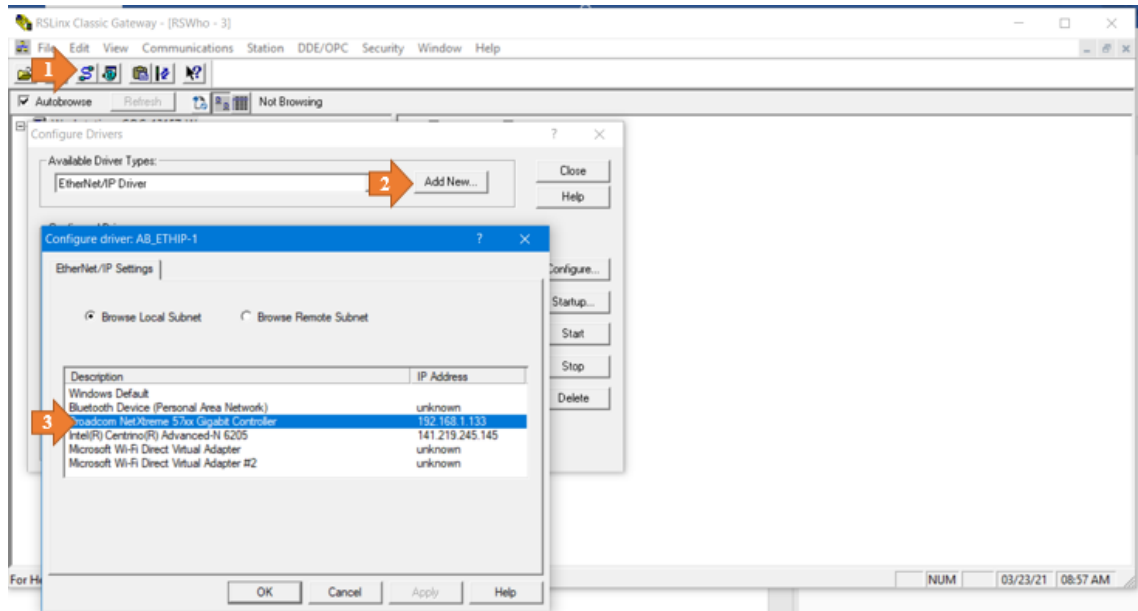 RSLinx Classic Gateway - [RSWho - 3]
File Edit View Communications Station DDE/OPC Security Window Help
1
Autobrowse Refresh Not Browsing
Configure Drivers
Available Driver Types:
EtherNet/IP Driver
2
Add New...
Close
Help
Configure driver: AB_ETHIP-1
EtherNet/IP Settings
Configure...
Startup...
Browse Local Subnet Browse Remote Subnet
Start
Stop
Description IP Address
Windows Default
Delete
Bluetooth Device (Personal Area Network) unknown
3
Broadcom NetXtreme 57xx Gigabit Controller 192.168.1.133
Intel(R) Centrino(R) Advanced-N 6205 141.219.245.145
Microsoft Wi-Fi Direct Virtual Adapter unknown
Microsoft Wi-Fi Direct Virtual Adapter #2 unknown
For
NUM 03/23/21 08:57 AM
OK Cancel Apply Help